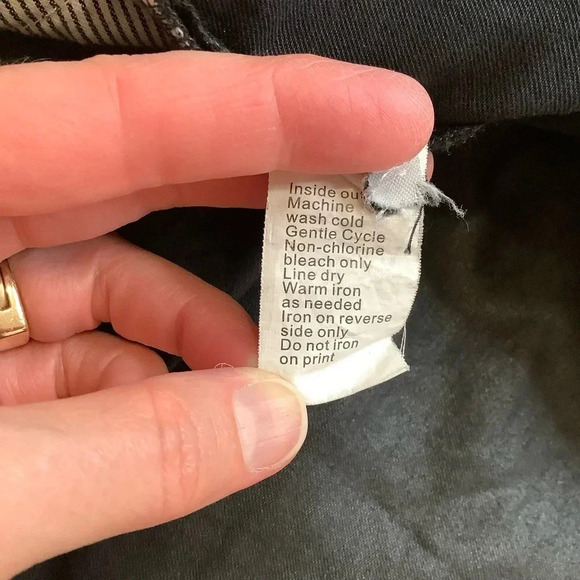 Inside out
Machine
wash cold
Gentle Cycle
Non-chlorine
bleach only
Line dry
Warm iron
as needed
Iron on reverse
side only
Do not iron
on print